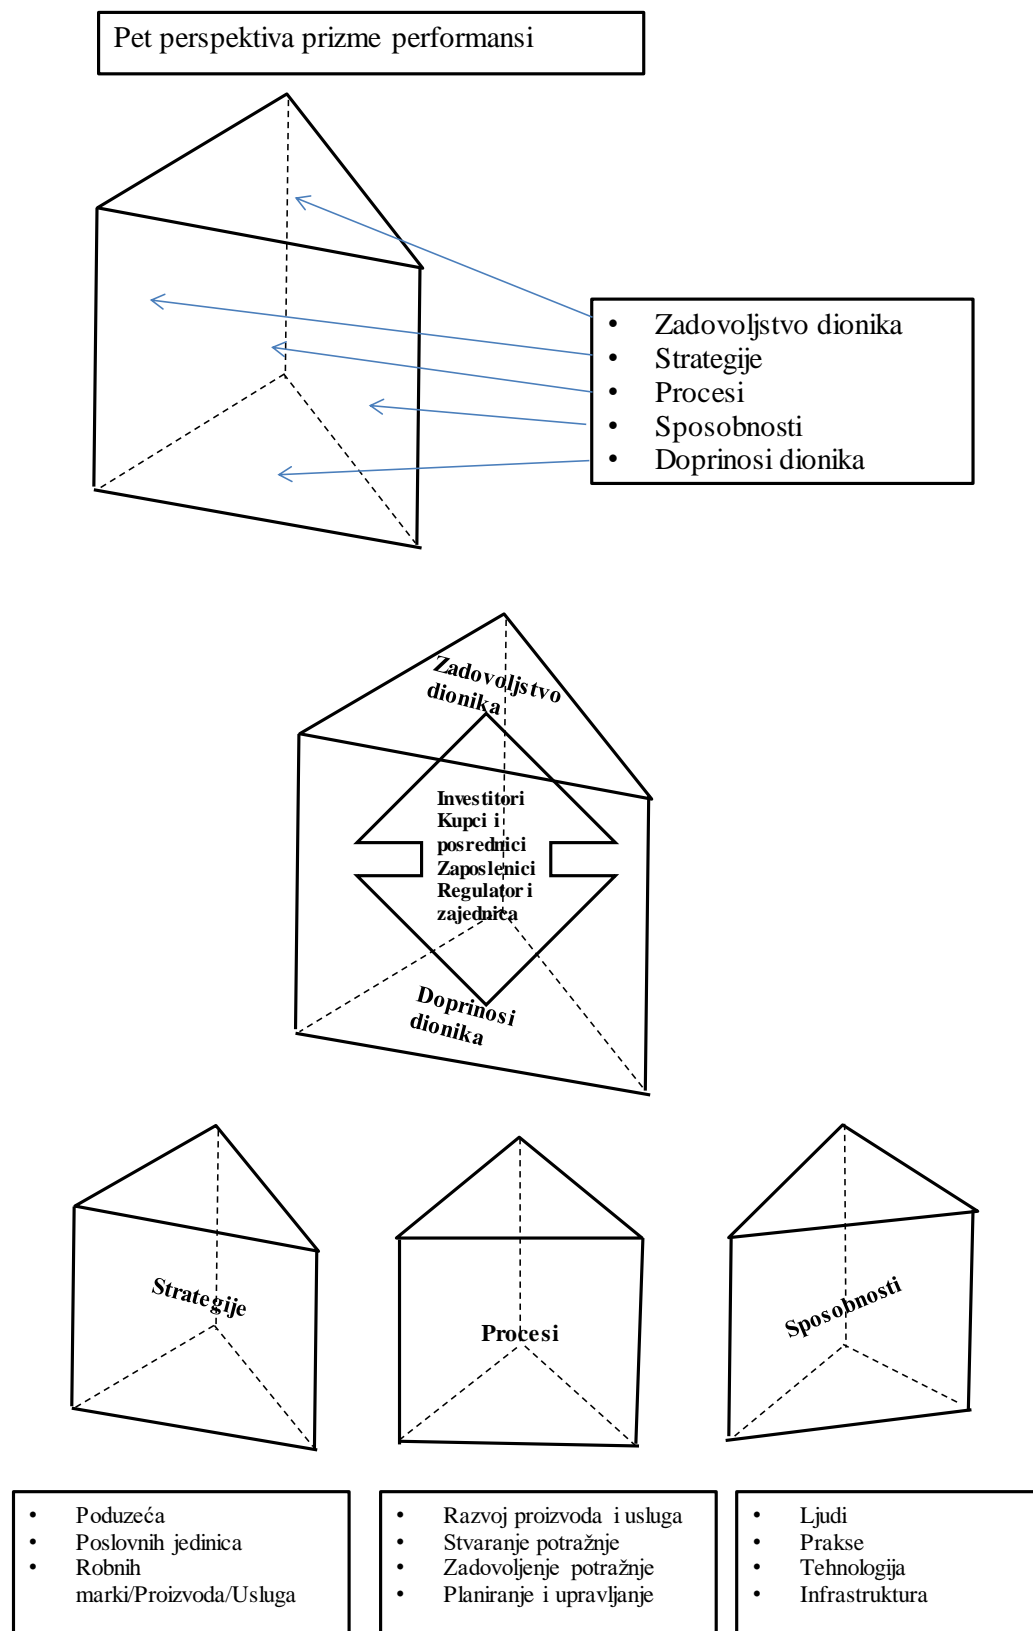 Pet perspektiva prizme performansi
• Zadovoljstvo dionika
• Strategije
• Procesi
• Sposobnosti
• Doprinosi dionika
Zadovoljstvo
dionika
Investitori
Kupci i
posrednici
Zaposlenici
Regulator i
zajednica
Doprinosi
dionika
Strategije
Procesi
Sposobnosti
• Poduzeća
• Poslovnih jedinica
• Robnih
marki/Proizvoda/Usluga
• Razvoj proizvoda i usluga
• Stvaranje potražnje
• Zadovoljenje potražnje
• Planiranje i upravljanje
• Ljudi
• Prakse
• Tehnologija
• Infrastruktura